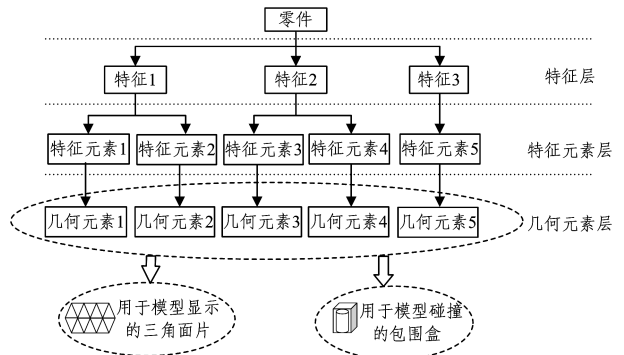 零件
特征1
特征2
特征3
特征层
特征元素1
特征元素2
特征元素3
特征元素4
特征元素5
特征元素层
几何元素1
几何元素2
几何元素3
几何元素4
几何元素5
几何元素层
用于模型显示
的三角面片
用于模型碰撞
的包围盒